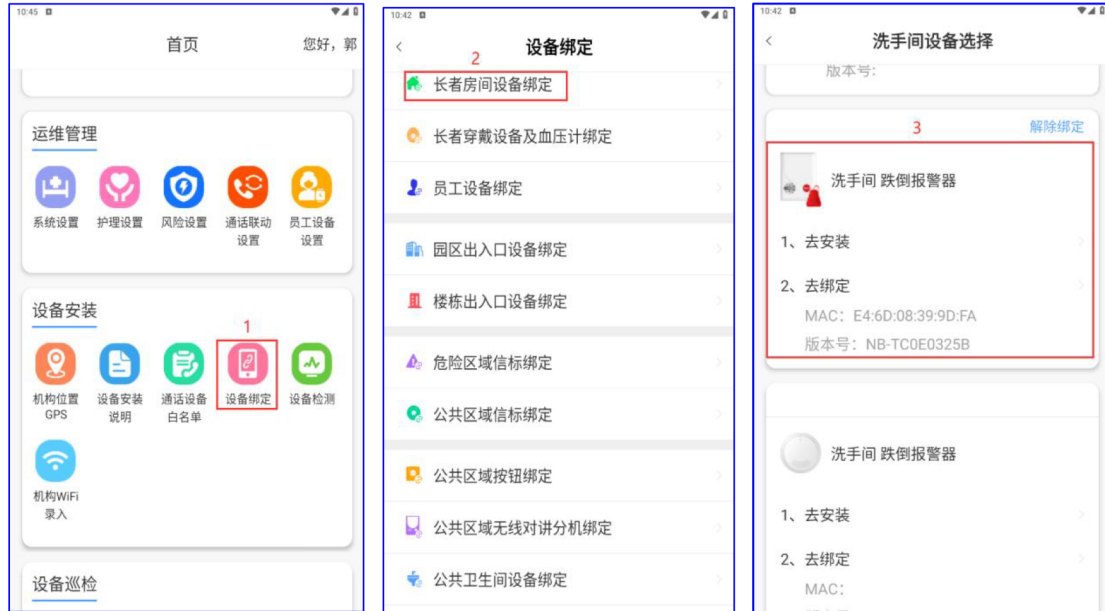 10:45
首页
您好，郭
运维管理
系统设置
护理设置
风险设置
通话联动
设置
员工设备
设置
设备安装
1
机构位置
GPS
设备安装
说明
通话设备
白名单
设备绑定
设备检测
机构WiFi
录入
设备巡检
10:42
设备绑定
2
长者房间设备绑定
长者穿戴设备及血压计绑定
员工设备绑定
园区出入口设备绑定
楼栋出入口设备绑定
危险区域信标绑定
公共区域信标绑定
公共区域按钮绑定
公共区域无线对讲分机绑定
公共卫生间设备绑定
10:42
洗手间设备选择
版本号:
3
解除绑定
洗手间 跌倒报警器
1、去安装
2、去绑定
MAC：E4:6D:08:39:9D:FA
版本号：NB-TC0E0325B
洗手间 跌倒报警器
1、去安装
2、去绑定
MAC：